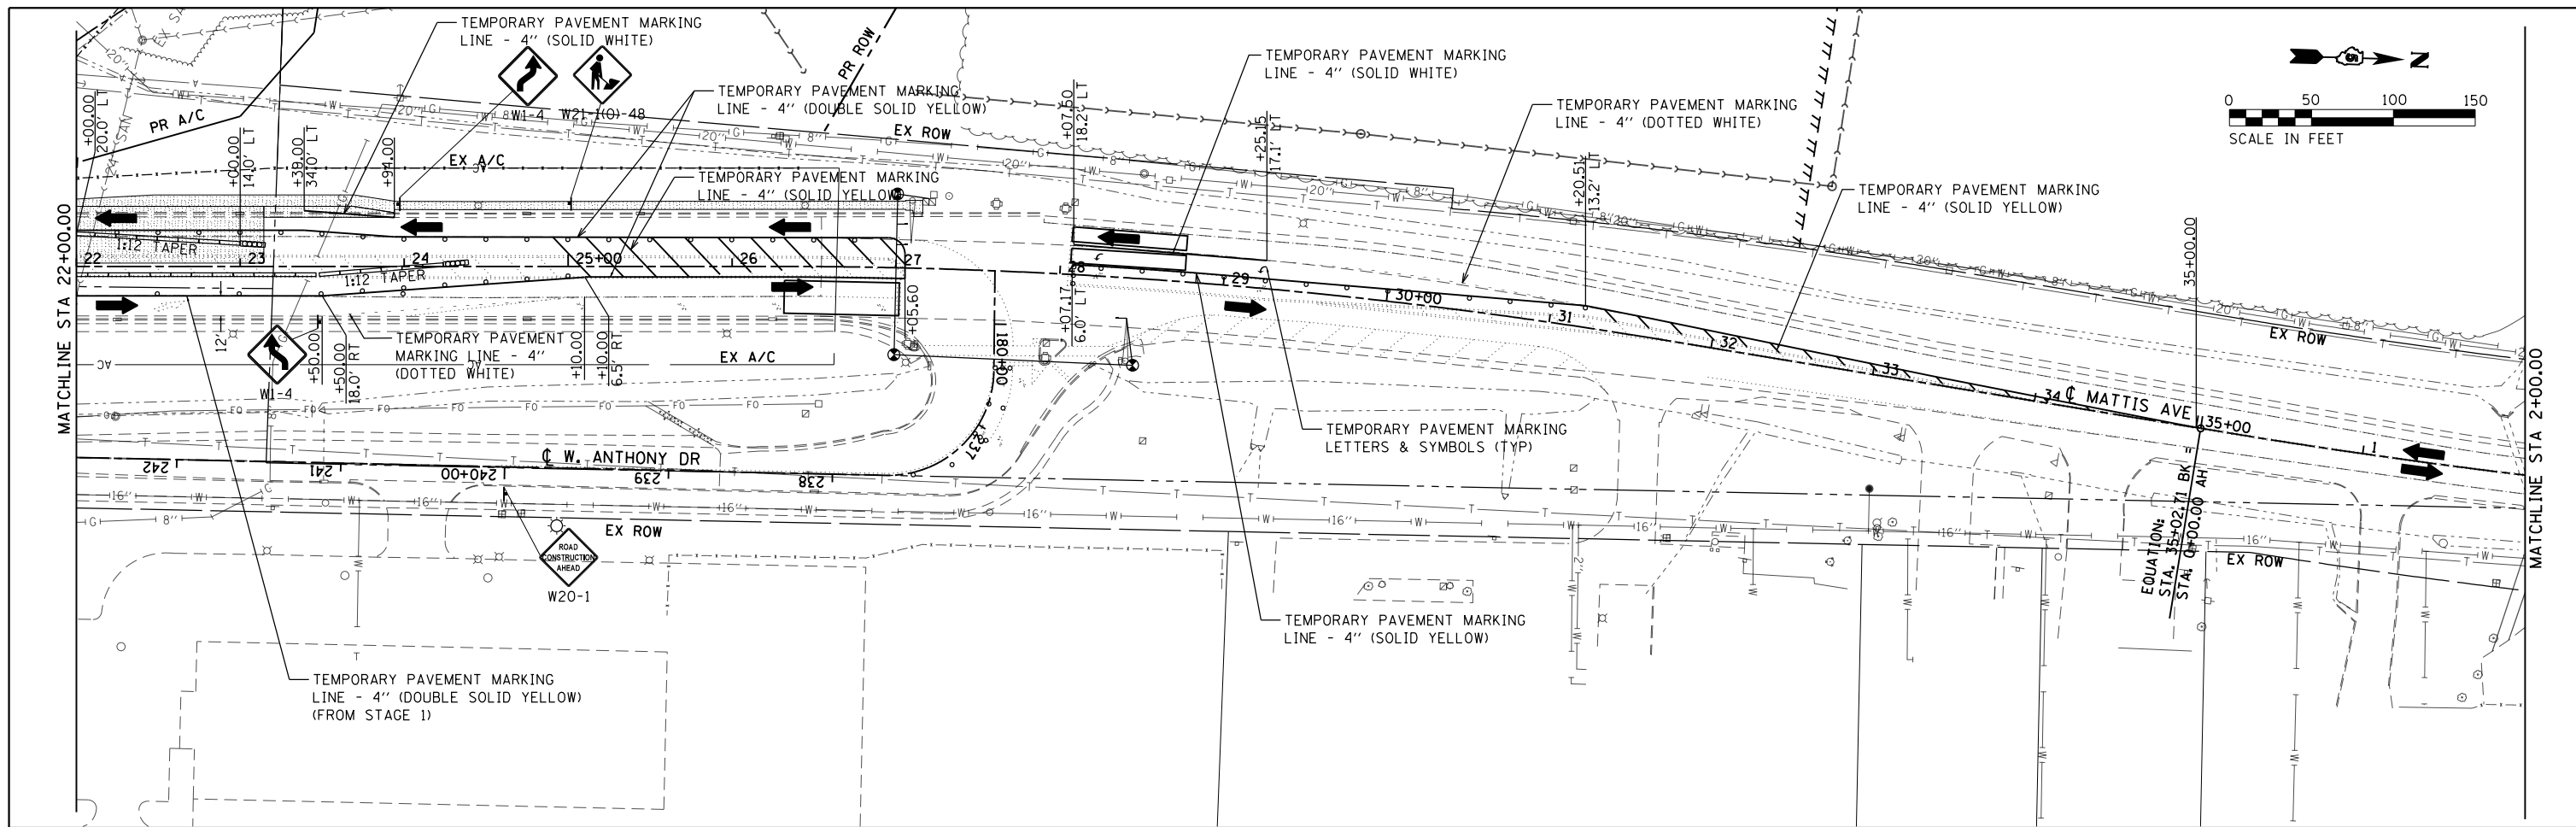 TEMPORARY PAVEMENT MARKING
LINE - 4'' (SOLID WHITE)
W1-4
W21-1(O)-48
TEMPORARY PAVEMENT MARKING
LINE - 4'' (DOUBLE SOLID YELLOW)
TEMPORARY PAVEMENT MARKING
LINE - 4'' (SOLID YELLOW)
PR ROW
EX ROW
PR A/C
EX A/C
+00.00
20.0' LT
+00.00
14.0' LT
+39.00
34.0' LT
+94.00
+07.60
18.2' LT
+25.15
17.1' LT
TEMPORARY PAVEMENT MARKING
LINE - 4'' (SOLID WHITE)
TEMPORARY PAVEMENT MARKING
LINE - 4'' (DOTTED WHITE)
+20.51
13.2' LT
TEMPORARY PAVEMENT MARKING
LINE - 4'' (SOLID YELLOW)
N
0 50 100 150
SCALE IN FEET
35+00.00
EX ROW
MATCHLINE STA 22+00.00
1:12 TAPER
22 23 24 25+00 26 27 28 29 30+00 31 32 33 34 35+00 1
1:12 TAPER
12'
W1-4
+50.00
+50.00
18.0' RT
TEMPORARY PAVEMENT
MARKING LINE - 4''
(DOTTED WHITE)
+10.00
+10.00
6.5' RT
EX A/C
+05.60
180+00
+07.17
6.0' LT
237
TEMPORARY PAVEMENT MARKING
LETTERS & SYMBOLS (TYP)
℄ MATTIS AVE
MATCHLINE STA 2+00.00
℄ W. ANTHONY DR
242 241 240+00 239 238
EX ROW
ROAD
CONSTRUCTION
AHEAD
W20-1
EQUATION:
STA. 35+02.71 BK =
STA. 0+00.00 AH
EX ROW
TEMPORARY PAVEMENT MARKING
LINE - 4'' (SOLID YELLOW)
TEMPORARY PAVEMENT MARKING
LINE - 4'' (DOUBLE SOLID YELLOW)
(FROM STAGE 1)